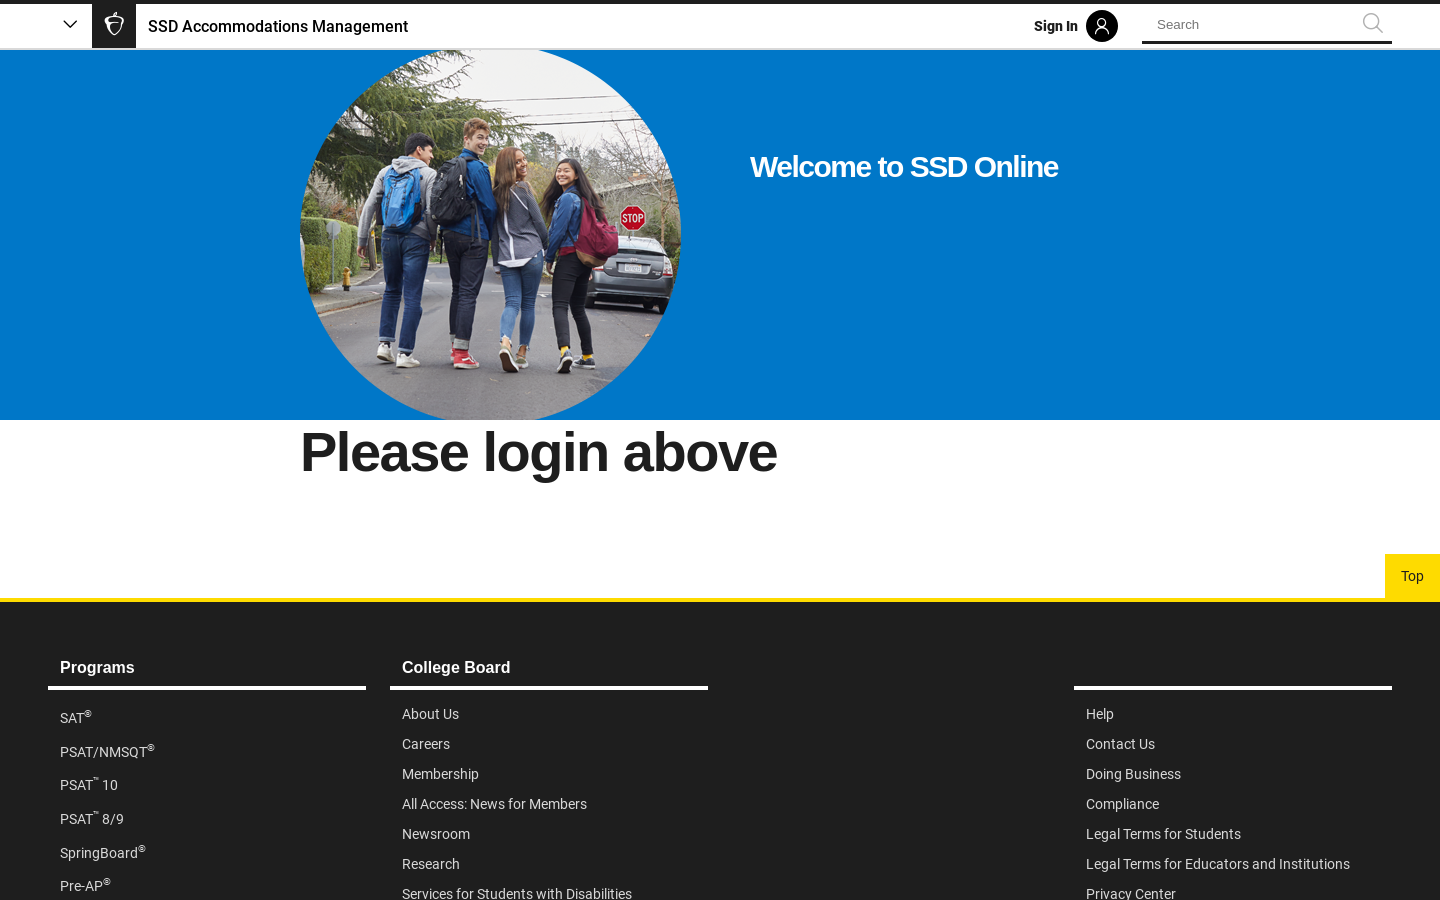 SSD Accommodations Management
Sign In
Search
Welcome to SSD Online
STOP
Please login above
Top
Programs
College Board
SAT®
PSAT/NMSQT®
PSAT™ 10
PSAT™ 8/9
SpringBoard®
Pre-AP®
About Us
Careers
Membership
All Access: News for Members
Newsroom
Research
Services for Students with Disabilities
Help
Contact Us
Doing Business
Compliance
Legal Terms for Students
Legal Terms for Educators and Institutions
Privacy Center